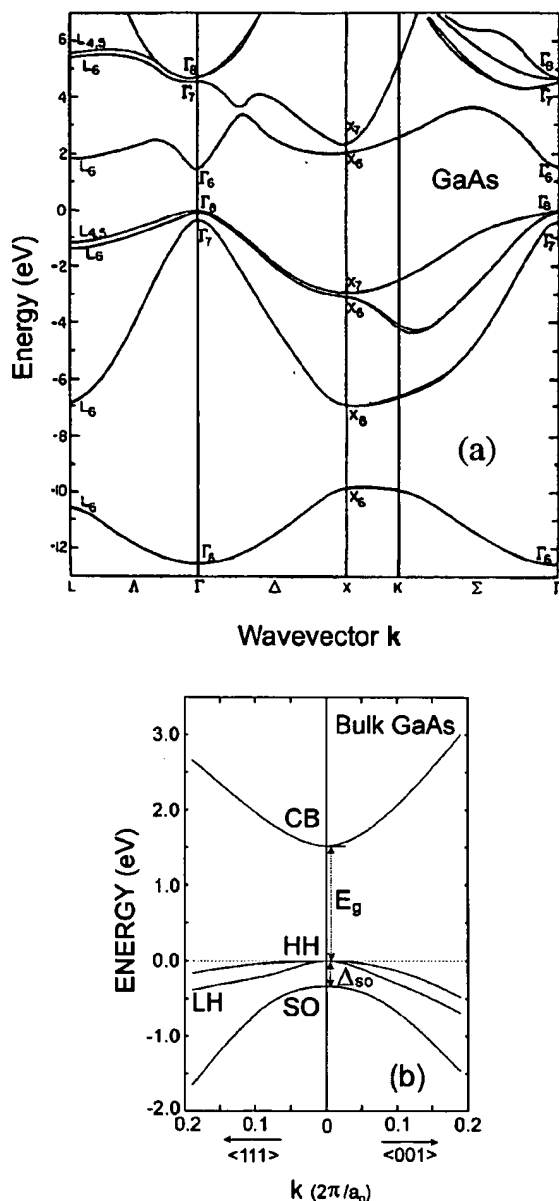 Energy (eV)
6
4
2
0
-2
-4
-6
-8
-10
-12
L4,5
L6
Γ8
Γ7
X7
X6
Γ8
Γ7
L6
Γ6
Γ6
GaAs
L4,5
L6
Γ8
Γ7
X7
X6
Γ8
Γ7
L6
X6
(a)
L6
X6
Γ6
Γ6
L Λ Γ Δ X K Σ Γ
Wavevector k
ENERGY (eV)
3.0
2.0
1.0
0.0
-1.0
-2.0
Bulk GaAs
CB
Eg
HH
LH
Δso
SO
(b)
0.2 0.1 0 0.1 0.2
<111> <001>
k (2π/a0)